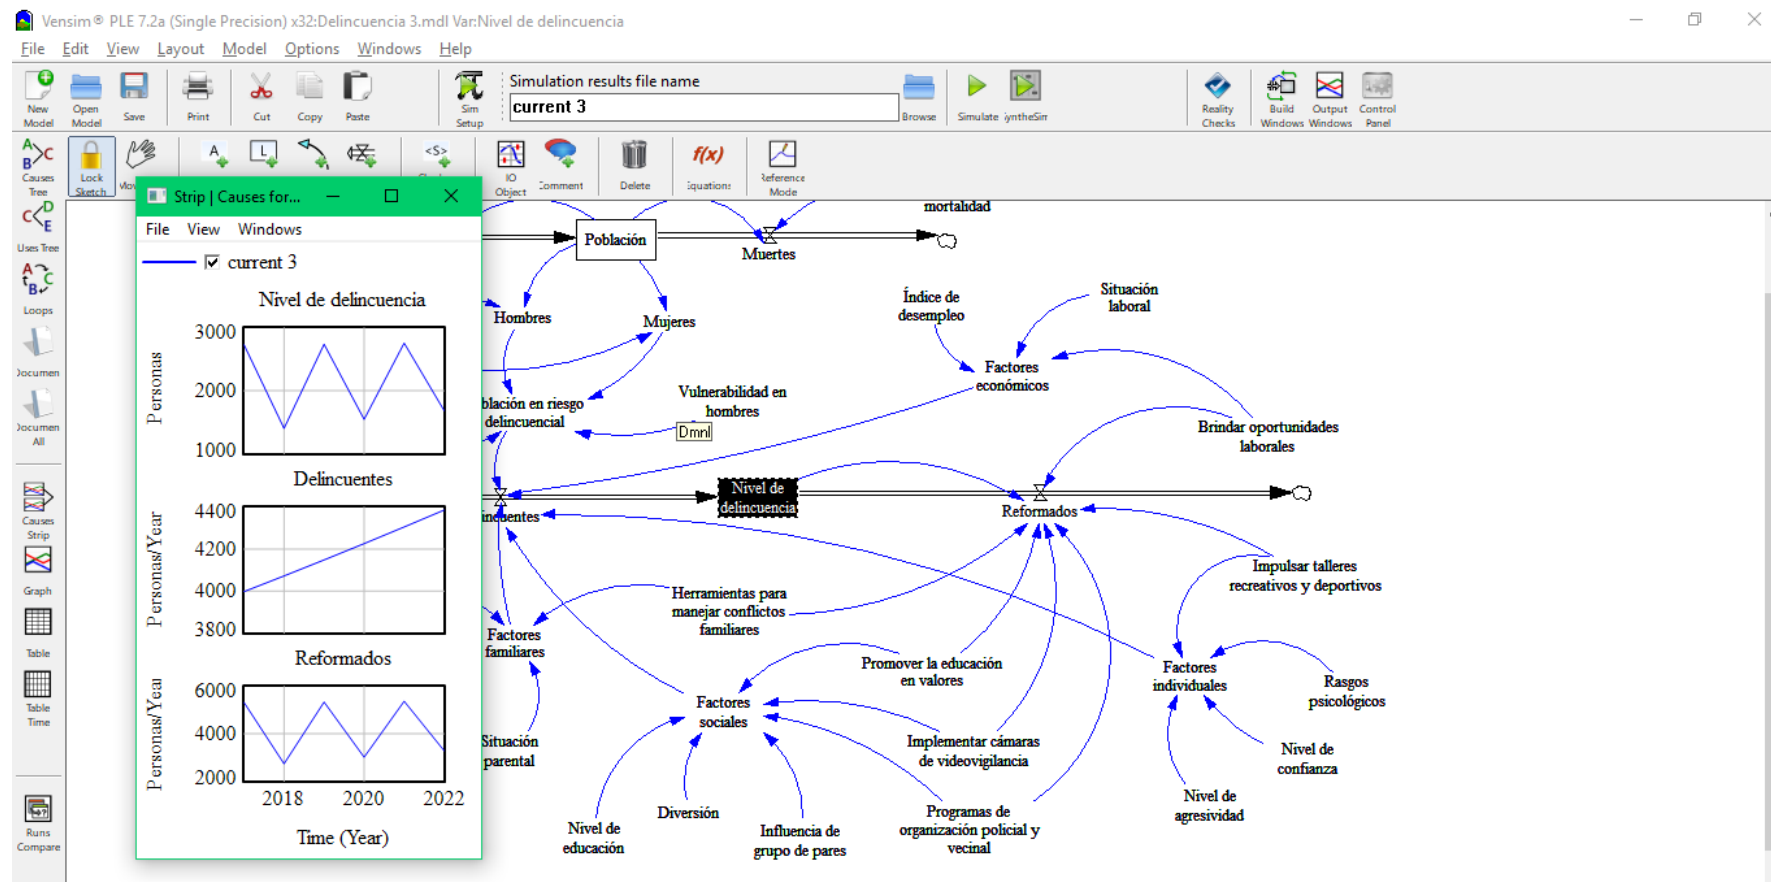 Vensim® PLE 7.2a (Single Precision) x32:Delincuencia 3.mdl Var:Nivel de delincuencia
File Edit View Layout Model Options Windows Help
Simulation results file name
current 3
New Model
Open Model
Save
Print
Cut
Copy
Paste
Sim Setup
Browse
Simulate
Reality Checks
Build Windows
Output Windows
Control Panel
Causes Tree
Lock Sketch
IO Object
Delete
Mode
Uses Tree
Loops
All
Causes Strip
Graph
Table
Table Time
Runs Compare
Strip | Causes for...
File View Windows
current 3
Nivel de delincuencia
3000
2000
1000
Personas
Delincuentes
4400
4200
4000
3800
Personas/Year
Reformados
6000
4000
2000
Personas/Year
2018 2020 2022
Time (Year)
mortalidad
Población
Muertes
Hombres
Mujeres
Índice de
desempleo
Situación
laboral
Factores
económicos
Vulnerabilidad en
hombres
Dmnl
en riesgo
delincuencial
Brindar oportunidades
laborales
Nivel de
delincuencia
Reformados
Impulsar talleres
recreativos y deportivos
Herramientas para
manejar conflictos
familiares
Factores
familiares
Promover la educación
en valores
Factores
individuales
Rasgos
psicológicos
Factores
sociales
Situación
parental
Implementar cámaras
de videovigilancia
Nivel de
confianza
Nivel de
agresividad
Diversión
Nivel de
educación
Influencia de
grupo de pares
Programas de
organización policial y
vecinal